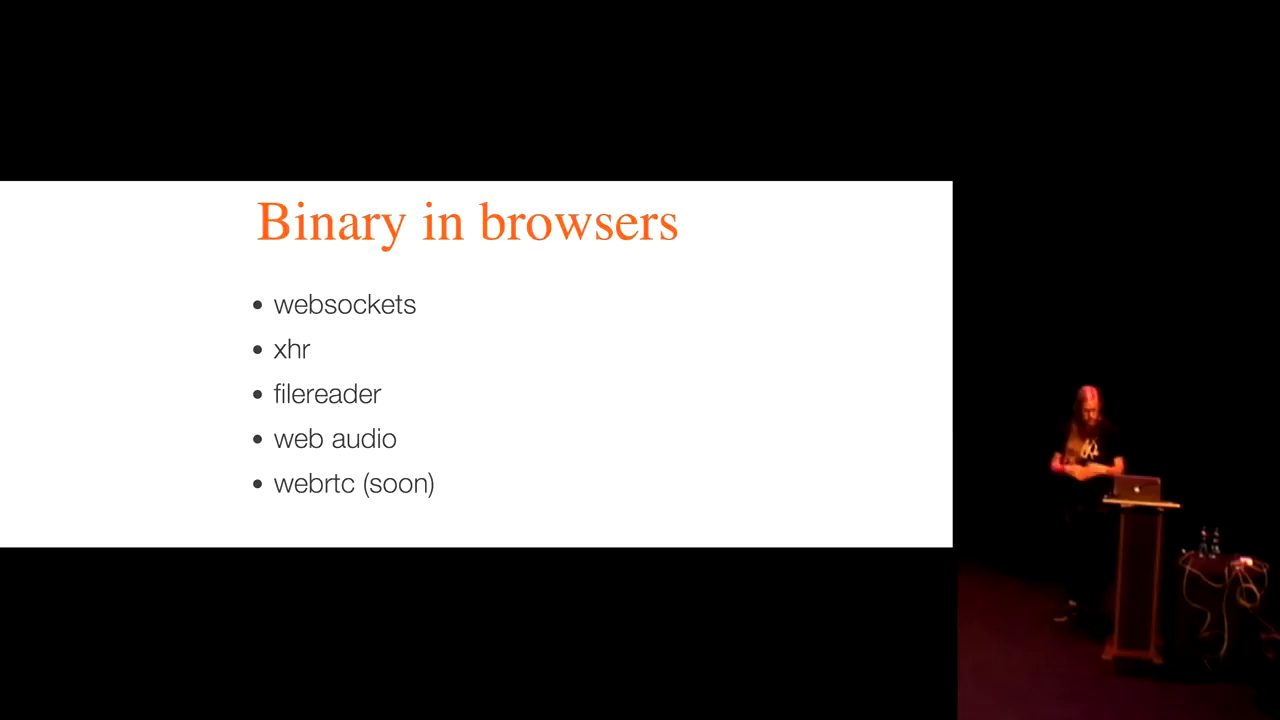 Binary in browsers
• websockets
• xhr
• filereader
• web audio
• webrtc (soon)